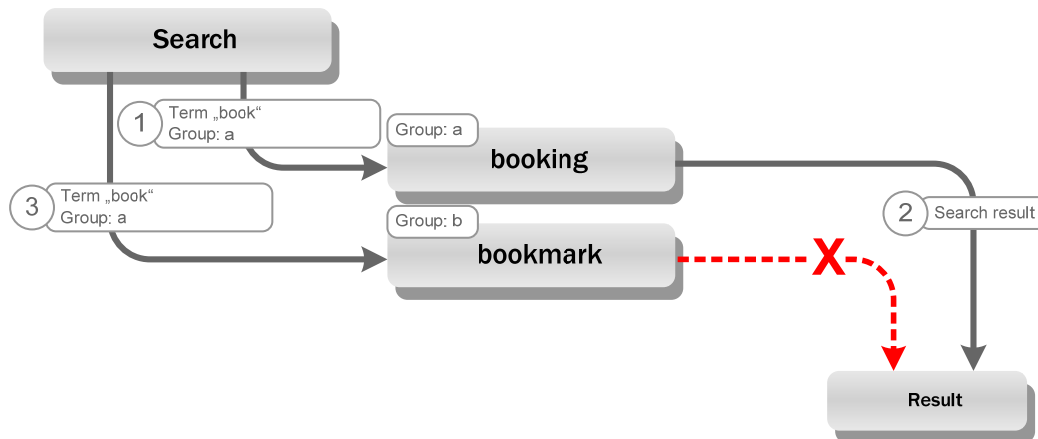 Search
1
Term „book“
Group: a
Group: a
booking
3
Term „book“
Group: a
2
Search result
Group: b
bookmark
X
Result